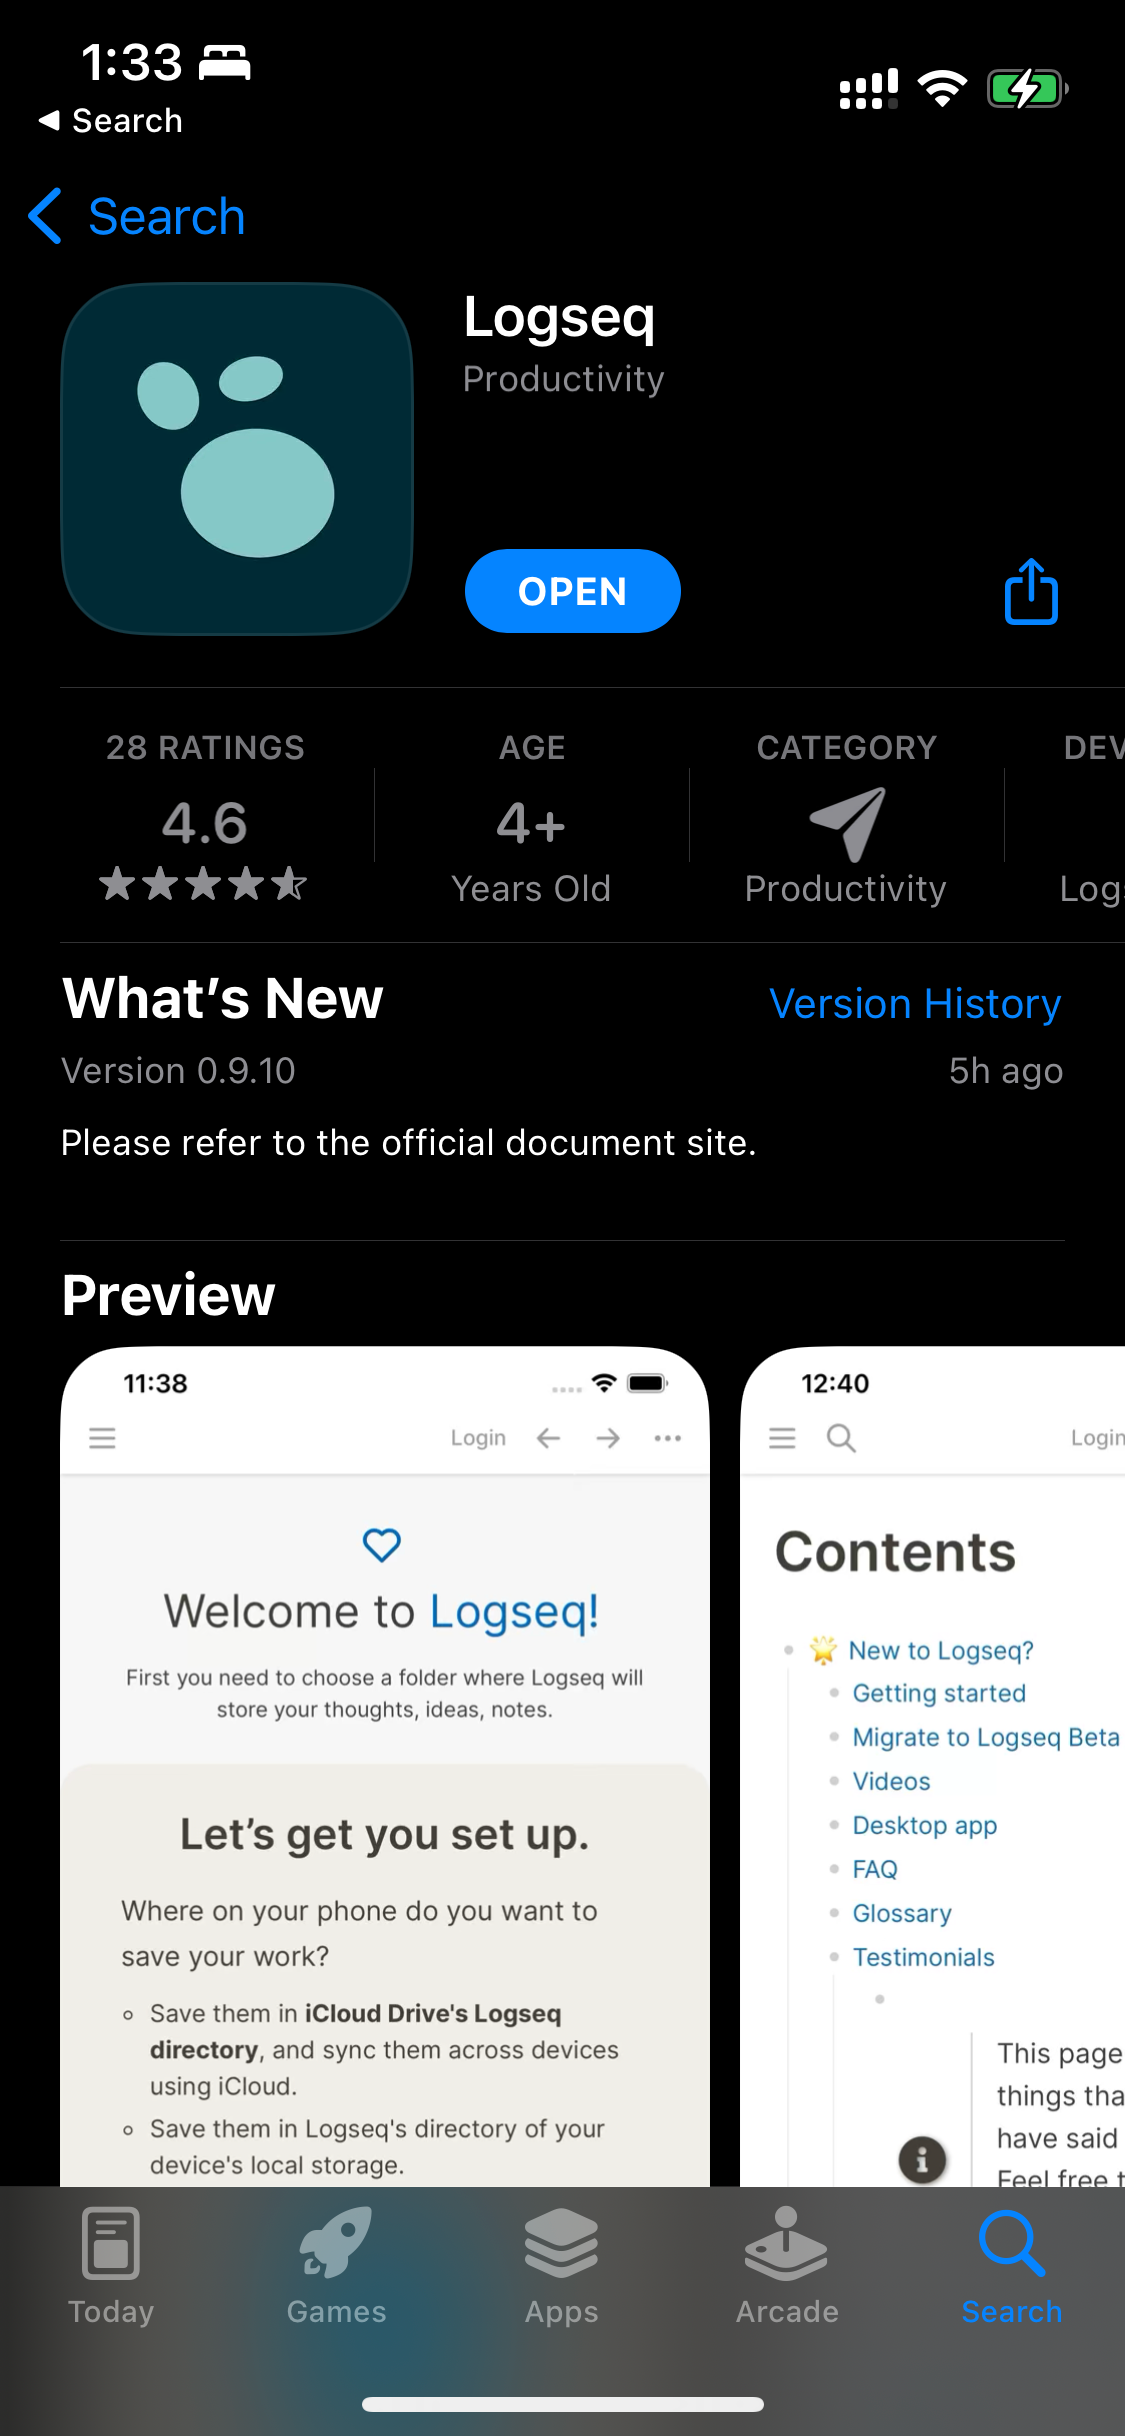 1:33
Search
Search
Logseq
Productivity
OPEN
28 RATINGS
4.6
AGE
4+
Years Old
CATEGORY
Productivity
What's New
Version History
Version 0.9.10
5h ago
Please refer to the official document site.
Preview
11:38
Login
Welcome to Logseq!
First you need to choose a folder where Logseq will
store your thoughts, ideas, notes.
Let's get you set up.
Where on your phone do you want to
save your work?
Save them in iCloud Drive's Logseq
directory, and sync them across devices
using iCloud.
Save them in Logseq's directory of your
device's local storage.
12:40
Login
Contents
New to Logseq?
Getting started
Migrate to Logseq Beta
Videos
Desktop app
FAQ
Glossary
Testimonials
This page
things
have said
Feel free
Today
Games
Apps
Arcade
Search